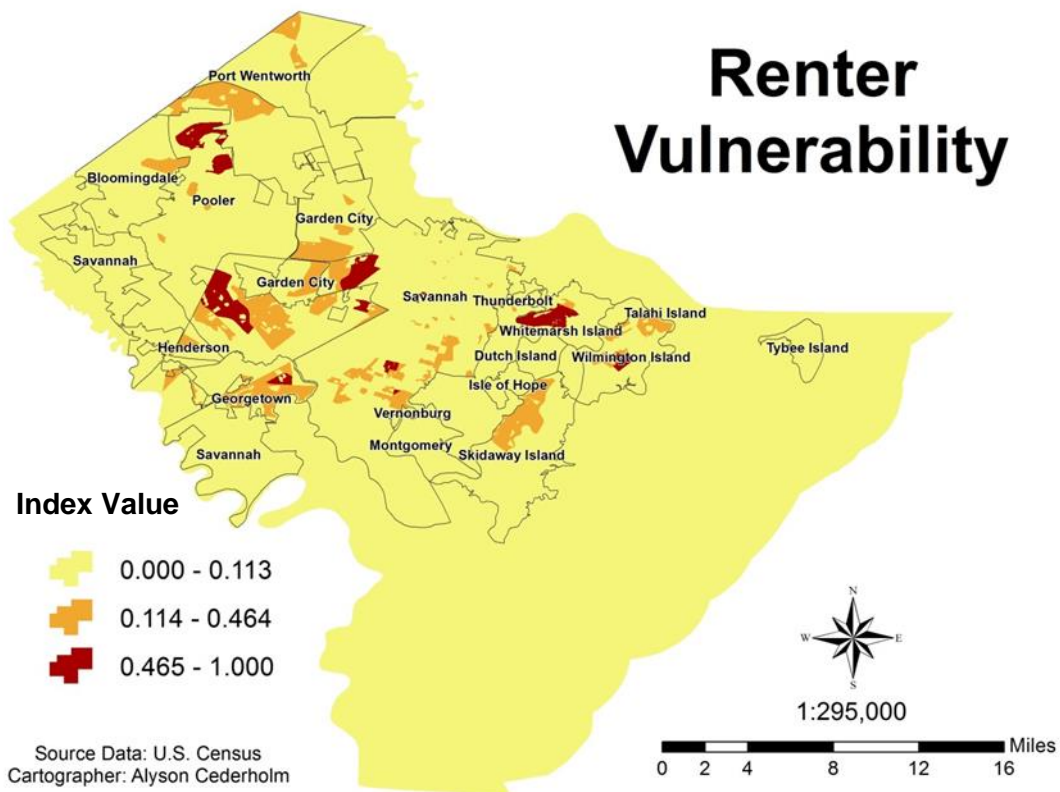 Renter
Vulnerability
Port Wentworth
Bloomingdale
Pooler
Garden City
Savannah
Garden City
Savannah
Thunderbolt
Talahi Island
Whitemarsh Island
Henderson
Dutch Island
Wilmington Island
Tybee Island
Isle of Hope
Georgetown
Vernonburg
Montgomery
Savannah
Skidaway Island
Index Value
0.000 - 0.113
0.114 - 0.464
0.465 - 1.000
N
W
E
S
1:295,000
Miles
0 2 4 8 12 16
Source Data: U.S. Census
Cartographer: Alyson Cederholm